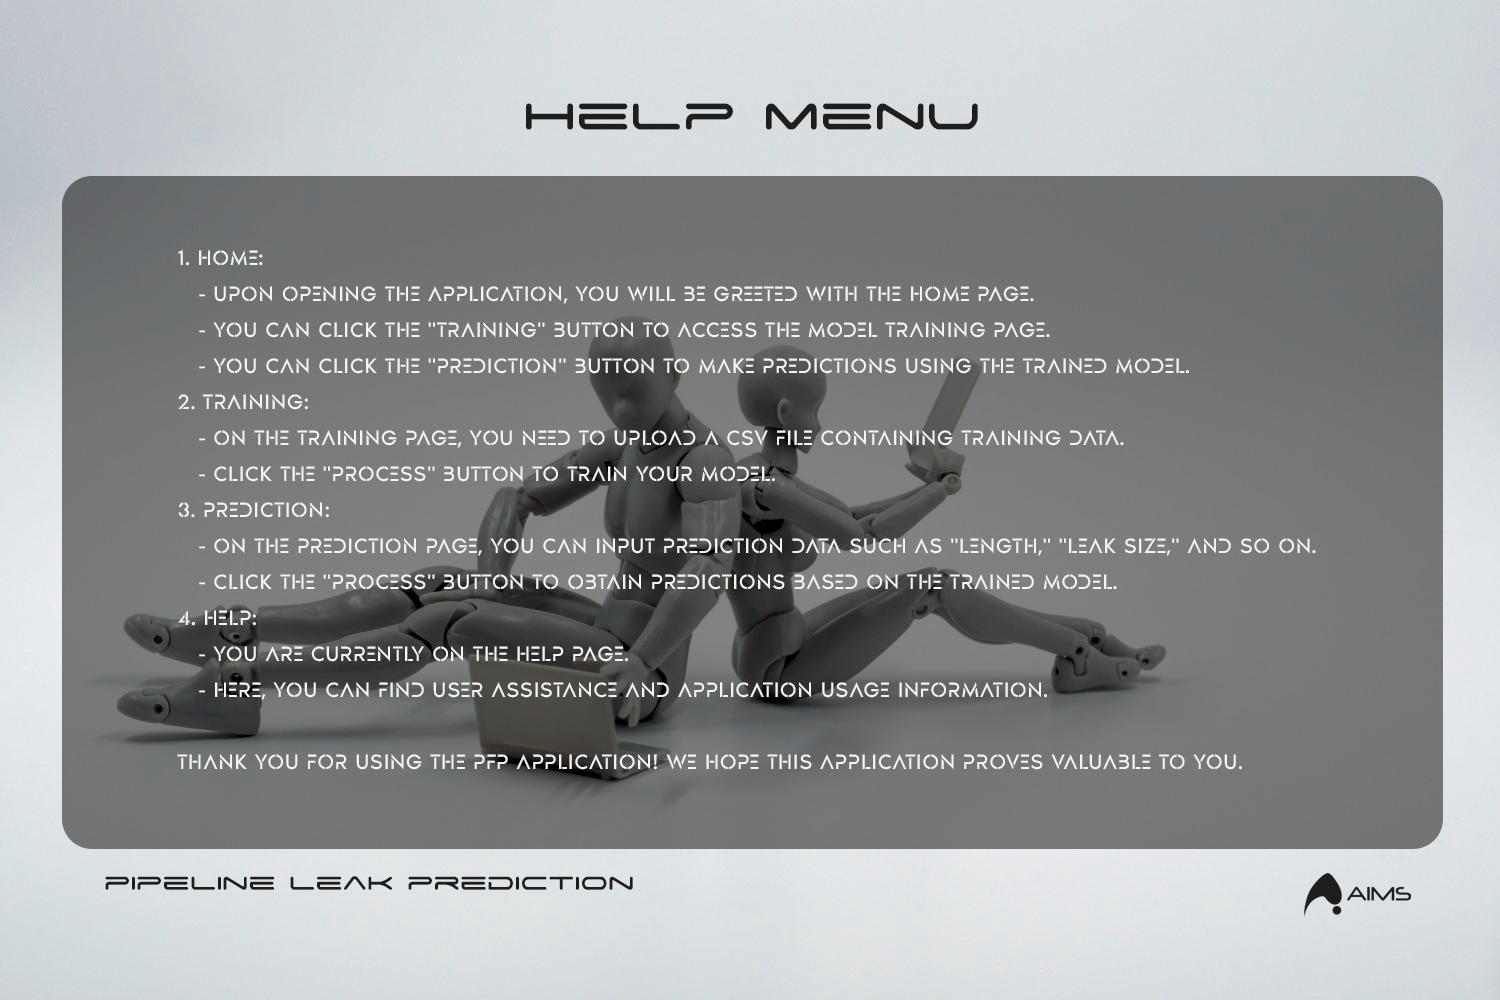 HELP MENU
1. HOME:
- UPON OPENING THE APPLICATION, YOU WILL BE GREETED WITH THE HOME PAGE.
- YOU CAN CLICK THE "TRAINING" BUTTON TO ACCESS THE MODEL TRAINING PAGE.
- YOU CAN CLICK THE "PREDICTION" BUTTON TO MAKE PREDICTIONS USING THE TRAINED MODEL.
2. TRAINING:
- ON THE TRAINING PAGE, YOU NEED TO UPLOAD A CSV FILE CONTAINING TRAINING DATA.
- CLICK THE "PROCESS" BUTTON TO TRAIN YOUR MODEL.
3. PREDICTION:
- ON THE PREDICTION PAGE, YOU CAN INPUT PREDICTION DATA SUCH AS "LENGTH," "LEAK SIZE," AND SO ON.
- CLICK THE "PROCESS" BUTTON TO OBTAIN PREDICTIONS BASED ON THE TRAINED MODEL.
4. HELP:
- YOU ARE CURRENTLY ON THE HELP PAGE.
- HERE, YOU CAN FIND USER ASSISTANCE AND APPLICATION USAGE INFORMATION.
THANK YOU FOR USING THE PFP APPLICATION! WE HOPE THIS APPLICATION PROVES VALUABLE TO YOU.
PIPELINE LEAK PREDICTION
AIMS